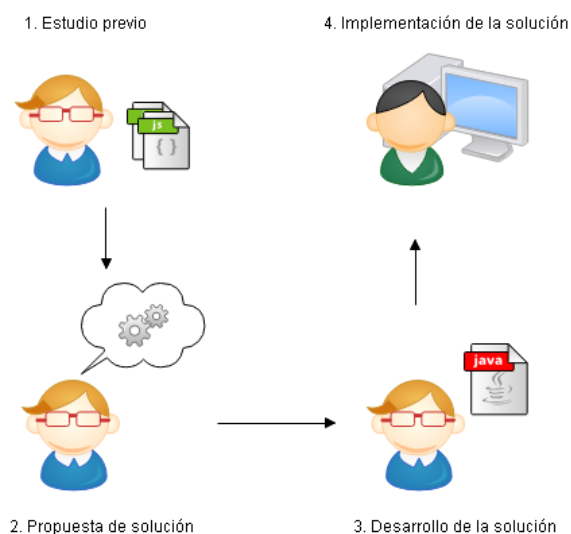 1. Estudio previo
4. Implementación de la solución
js
{ }
java
2. Propuesta de solución
3. Desarrollo de la solución